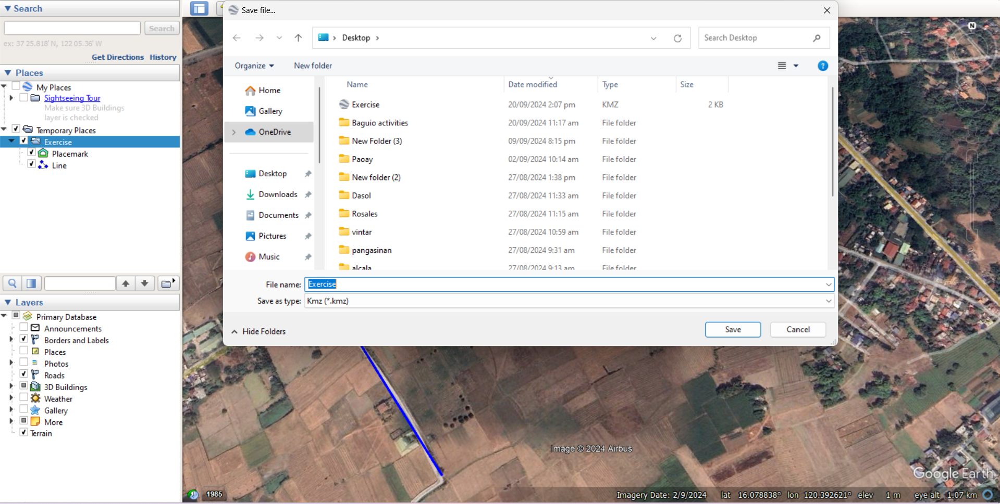 Search
Search
ex: 37 25.818' N, 122 05.36' W
Get Directions History
Places
My Places
Sightseeing Tour
Make sure 3D Buildings
layer is checked
Temporary Places
Exercise
Placemark
Line
Layers
Primary Database
Announcements
Borders and Labels
Places
Photos
Roads
3D Buildings
Weather
Gallery
More
Terrain
Save file...
Desktop
Search Desktop
Organize New folder
?
Home
Gallery
OneDrive
Desktop
Downloads
Documents
Pictures
Music
Name Date modified Type Size
Exercise 20/09/2024 2:07 pm KMZ 2 KB
Baguio activities 20/09/2024 11:17 am File folder
New Folder (3) 09/09/2024 8:15 pm File folder
Paoay 02/09/2024 10:14 am File folder
New folder (2) 27/08/2024 1:38 pm File folder
Dasol 27/08/2024 11:33 am File folder
Rosales 27/08/2024 11:15 am File folder
vintar 27/08/2024 10:59 am File folder
pangasinan 27/08/2024 9:31 am File folder
alcala 27/08/2024 9:13 am File folder
File name: Exercise
Save as type: Kmz (*.kmz)
Hide Folders
Save Cancel
N
Image © 2024 Airbus
Google Earth
1985
Imagery Date: 2/9/2024 lat 16.078838° lon 120.392621° elev 1 m eye alt 1.07 km